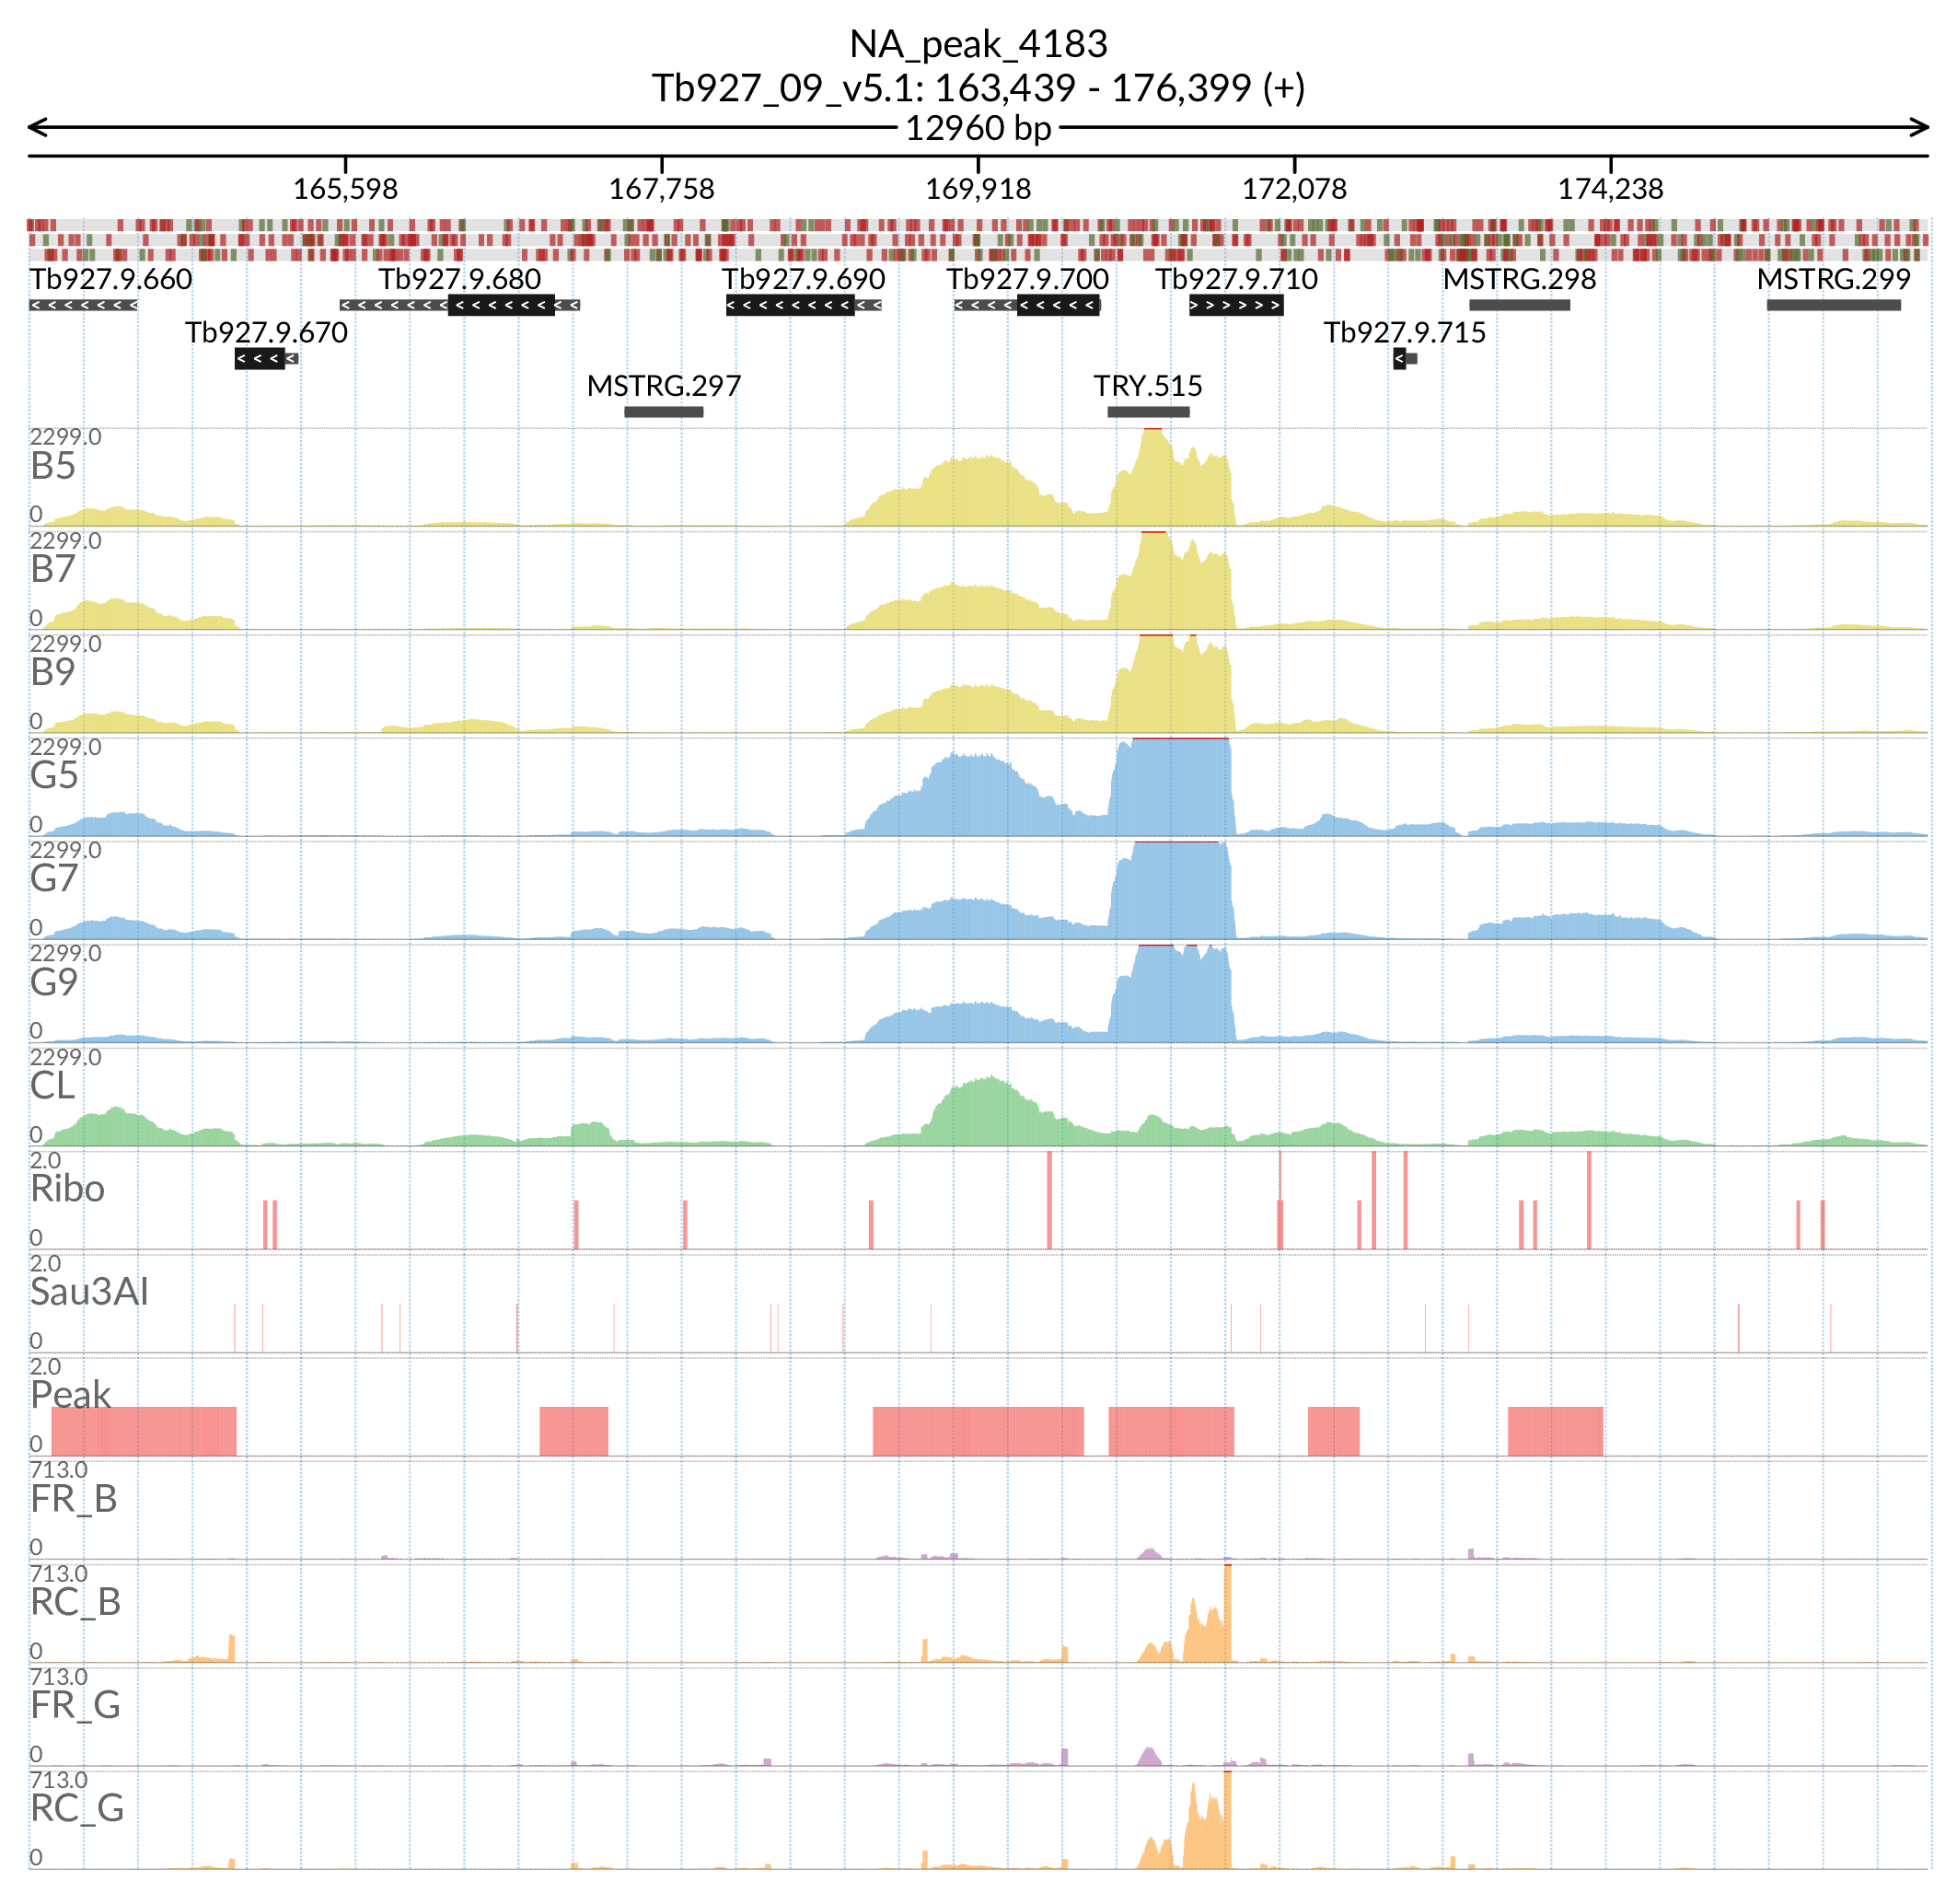 NA_peak_4183
Tb927_09_v5.1: 163,439 - 176,399 (+)
12960 bp
165,598 167,758 169,918 172,078 174,238
Tb927.9.660 Tb927.9.680 Tb927.9.690 Tb927.9.700 Tb927.9.710 MSTRG.298 MSTRG.299
Tb927.9.670 Tb927.9.715
MSTRG.297 TRY.515
2299.0
B5
0
2299.0
B7
0
2299.0
B9
0
2299.0
G5
0
2299.0
G7
0
2299.0
G9
0
2299.0
CL
0
2.0
Ribo
0
2.0
Sau3AI
0
2.0
Peak
0
713.0
FR_B
0
713.0
RC_B
0
713.0
FR_G
0
713.0
RC_G
0